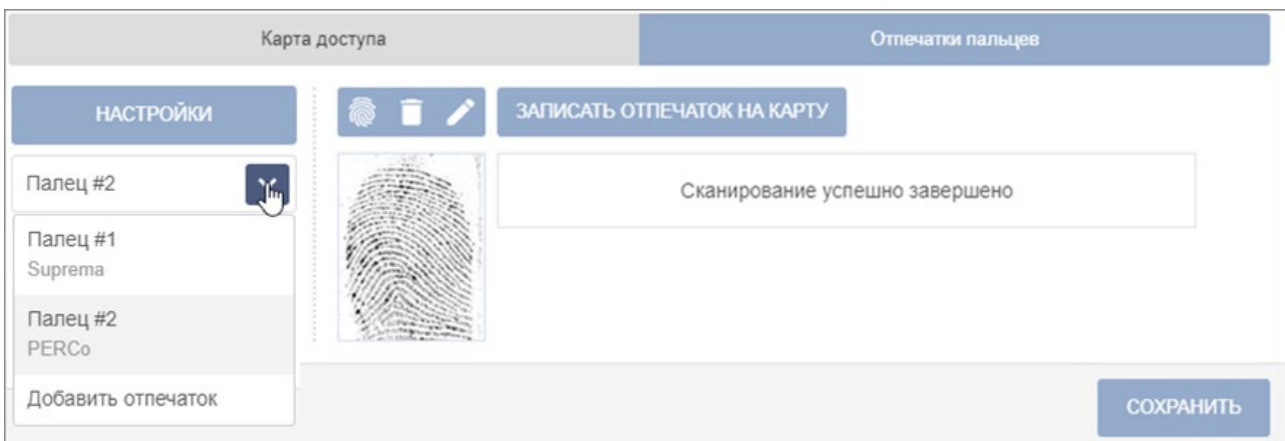 Карта доступа
Отпечатки пальцев
НАСТРОЙКИ
ЗАПИСАТЬ ОТПЕЧАТОК НА КАРТУ
Палец #2
Сканирование успешно завершено
Палец #1
Suprema
Палец #2
PERCo
Добавить отпечаток
СОХРАНИТЬ